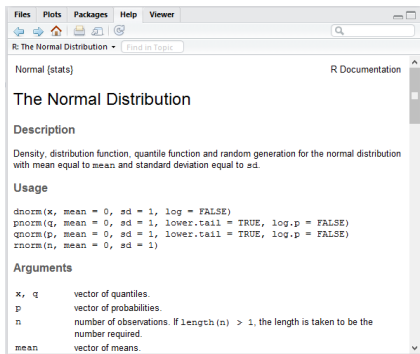 Files Plots Packages Help Viewer
R: The Normal Distribution Find in Topic
Normal {stats} R Documentation
The Normal Distribution
Description
Density, distribution function, quantile function and random generation for the normal distribution
with mean equal to mean and standard deviation equal to sd.
Usage
dnorm(x, mean = 0, sd = 1, log = FALSE)
pnorm(q, mean = 0, sd = 1, lower.tail = TRUE, log.p = FALSE)
qnorm(p, mean = 0, sd = 1, lower.tail = TRUE, log.p = FALSE)
rnorm(n, mean = 0, sd = 1)
Arguments
x, q vector of quantiles.
p vector of probabilities.
n number of observations. If length(n) > 1, the length is taken to be the
number required.
mean vector of means.